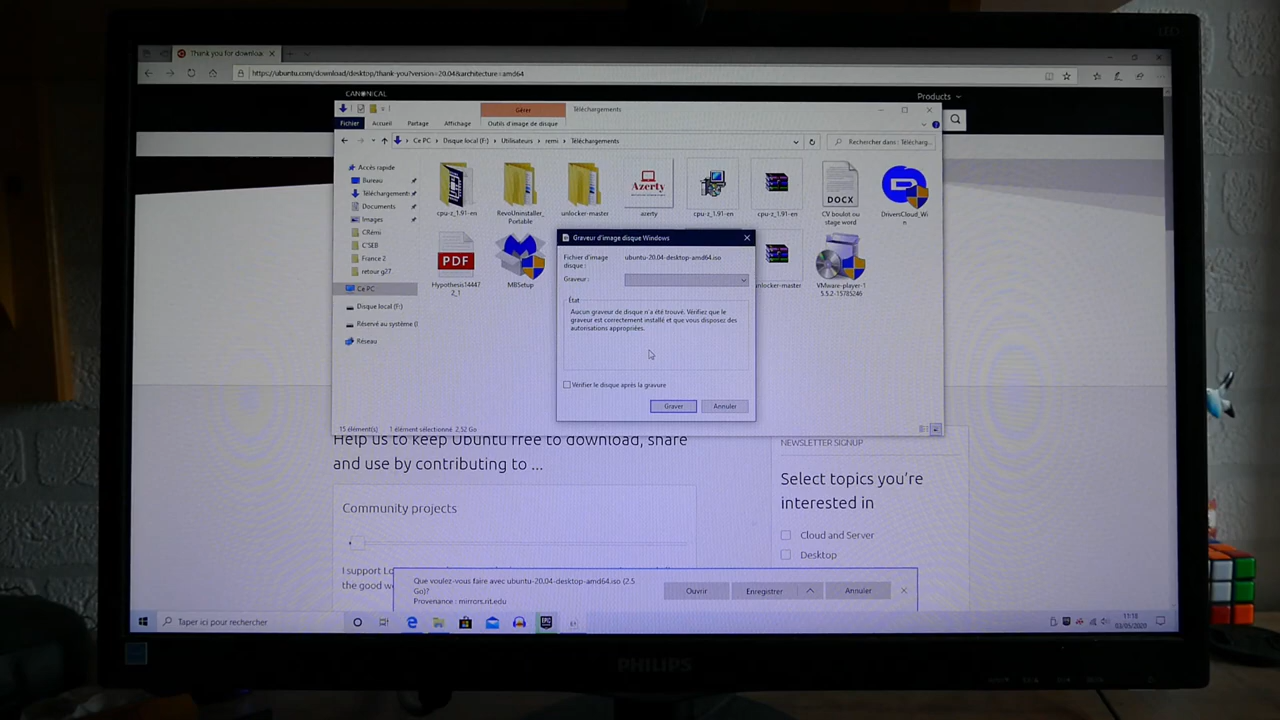 Thank you for downloa
https://ubuntu.com/download/desktop/thank-you?version=20.04&architecture=amd64
CANONICAL
Products
Gérer
Téléchargements
Fichier
Accueil
Partage
Affichage
Outils d'image de disque
Ce PC
Disque local (F:)
Utilisateurs
remi
Téléchargements
Rechercher dans : Télécharg...
Accès rapide
Bureau
Téléchargement
Documents
Images
CRémi
C'SEB
France 2
retour g27
Ce PC
Disque local (F:)
Réservé au système (I
Réseau
cpu-z_1.91-en
RevoUninstaller_
Portable
unlocker-master
Azerty
azerty
cpu-z_1.91-en
cpu-z_1.91-en
DOCX
CV boulot ou
stage word
DriversCloud_Wi
n
PDF
Hypothesis14447
2_1
MBSetup
unlocker-master
VMware-player-1
5.5.2-15785246
Graveur d'image disque Windows
Fichier d'image
disque :
ubuntu-20.04-desktop-amd64.iso
Graveur :
État
Aucun graveur de disque n'a été trouvé. Vérifiez que le
graveur est correctement installé et que vous disposez des
autorisations appropriées.
Vérifier le disque après la gravure
Graver
Annuler
15 élément(s)
1 élément sélectionné 2,52 Go
Help us to keep Ubuntu free to download, share
and use by contributing to ...
Community projects
I support Lo
the good w
NEWSLETTER SIGNUP
Select topics you're
interested in
Cloud and Server
Desktop
Que voulez-vous faire avec ubuntu-20.04-desktop-amd64.iso (2.5
Go)?
Provenance : mirrors.rit.edu
Ouvrir
Enregistrer
Annuler
Taper ici pour rechercher
EPIC
11:18
03/05/2020
PHILIPS